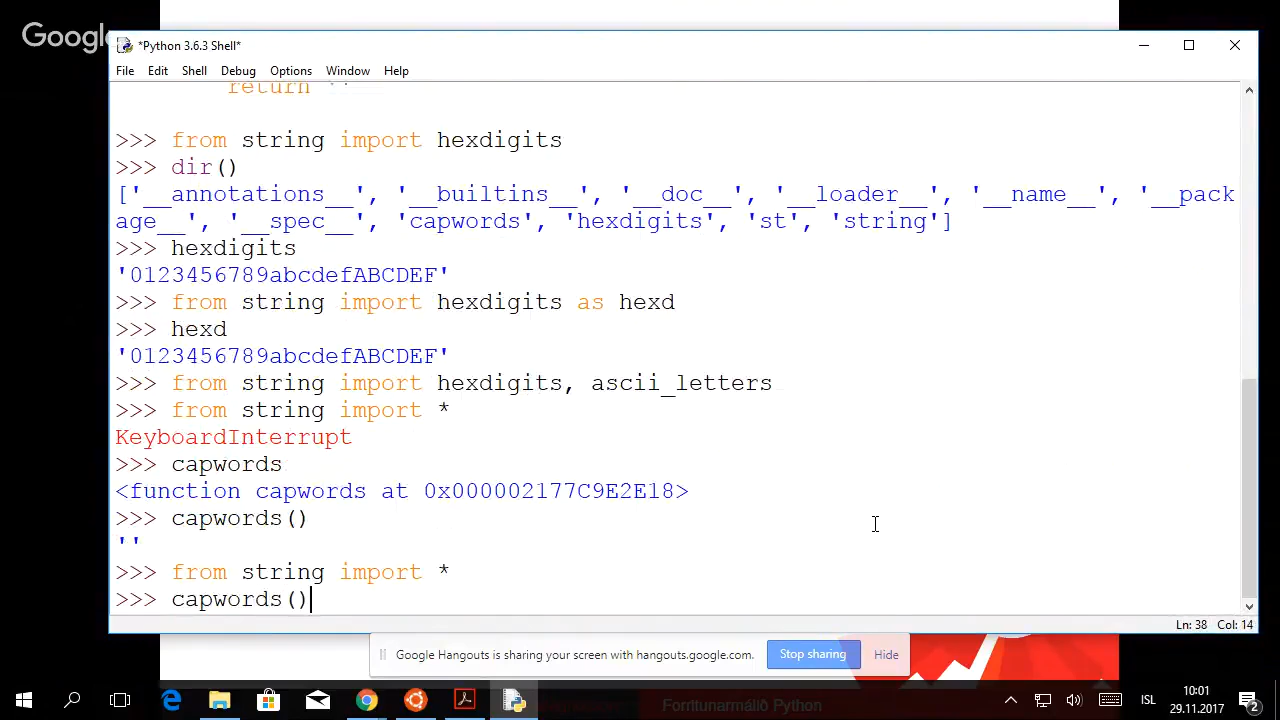 Google
*Python 3.6.3 Shell*
File Edit Shell Debug Options Window Help
return ''
>>> from string import hexdigits
>>> dir()
['__annotations__', '__builtins__', '__doc__', '__loader__', '__name__', '__pack
age__', '__spec__', 'capwords', 'hexdigits', 'st', 'string']
>>> hexdigits
'0123456789abcdefABCDEF'
>>> from string import hexdigits as hexd
>>> hexd
'0123456789abcdefABCDEF'
>>> from string import hexdigits, ascii_letters
>>> from string import *
KeyboardInterrupt
>>> capwords
<function capwords at 0x000002177C9E2E18>
>>> capwords()
''
>>> from string import *
>>> capwords()
Ln: 38 Col: 14
Google Hangouts is sharing your screen with hangouts.google.com. Stop sharing Hide
ISL
10:01
29.11.2017
2
Forritunarmálið Python